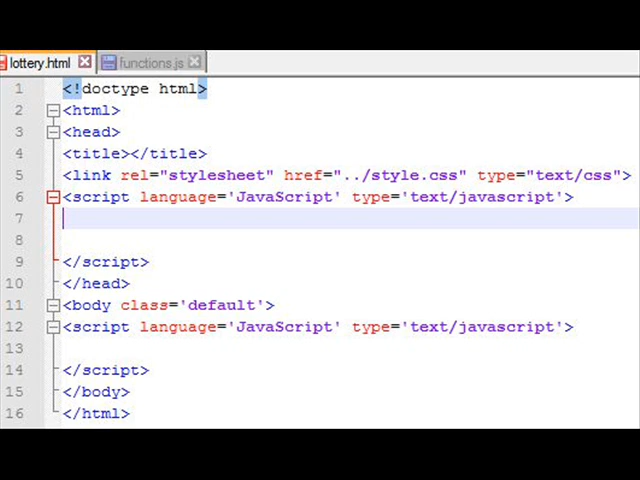 lottery.html functions.js
1 <!doctype html>
2 <html>
3 <head>
4 <title></title>
5 <link rel="stylesheet" href="../style.css" type="text/css">
6 <script language='JavaScript' type='text/javascript'>
7
8
9 </script>
10 </head>
11 <body class='default'>
12 <script language='JavaScript' type='text/javascript'>
13
14 </script>
15 </body>
16 </html>